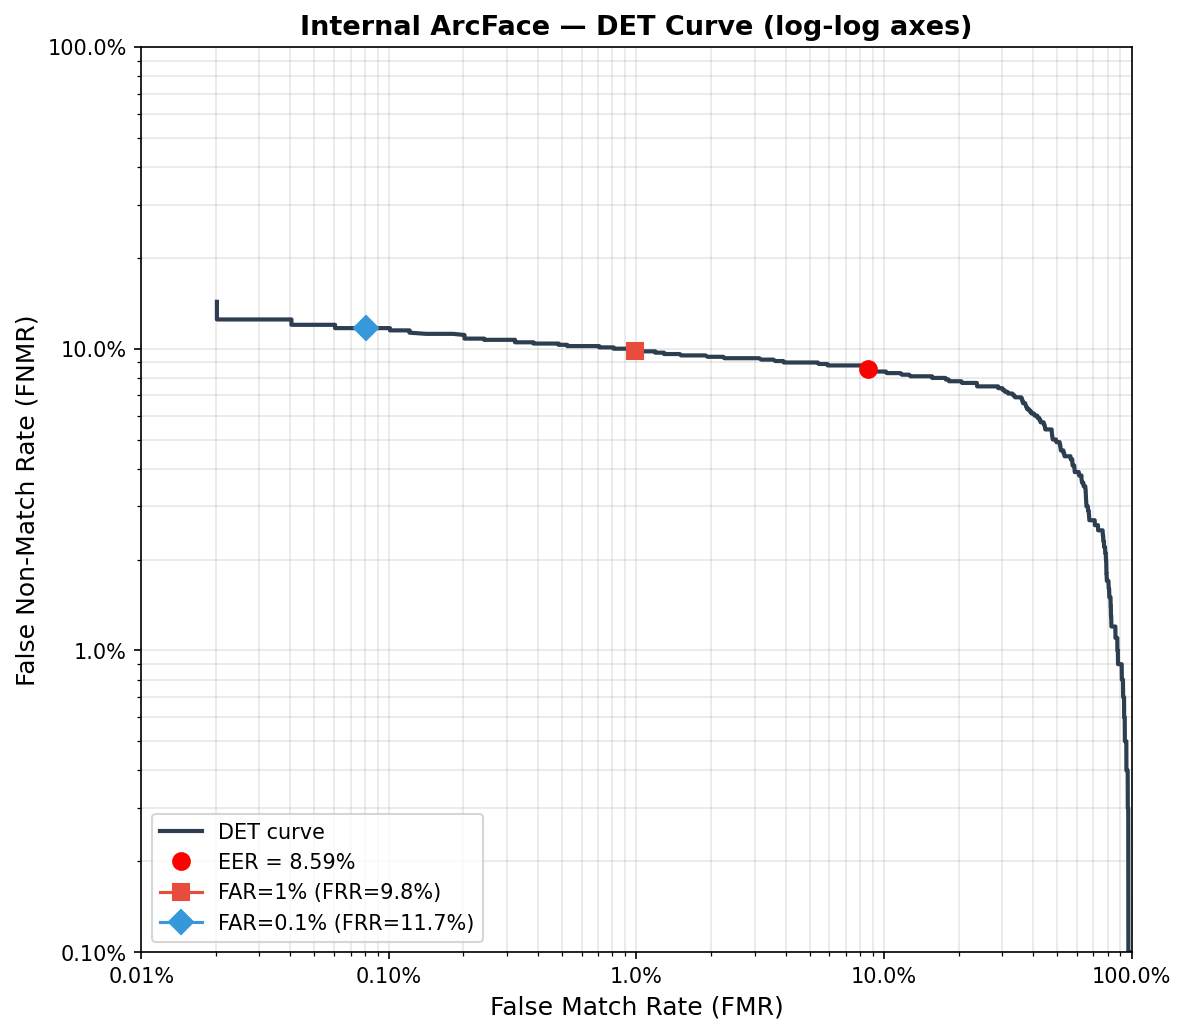 Internal ArcFace — DET Curve (log-log axes)
100.0%
10.0%
1.0%
0.10%
False Non-Match Rate (FNMR)
DET curve
EER = 8.59%
FAR=1% (FRR=9.8%)
FAR=0.1% (FRR=11.7%)
0.01%
0.10%
1.0%
10.0%
100.0%
False Match Rate (FMR)